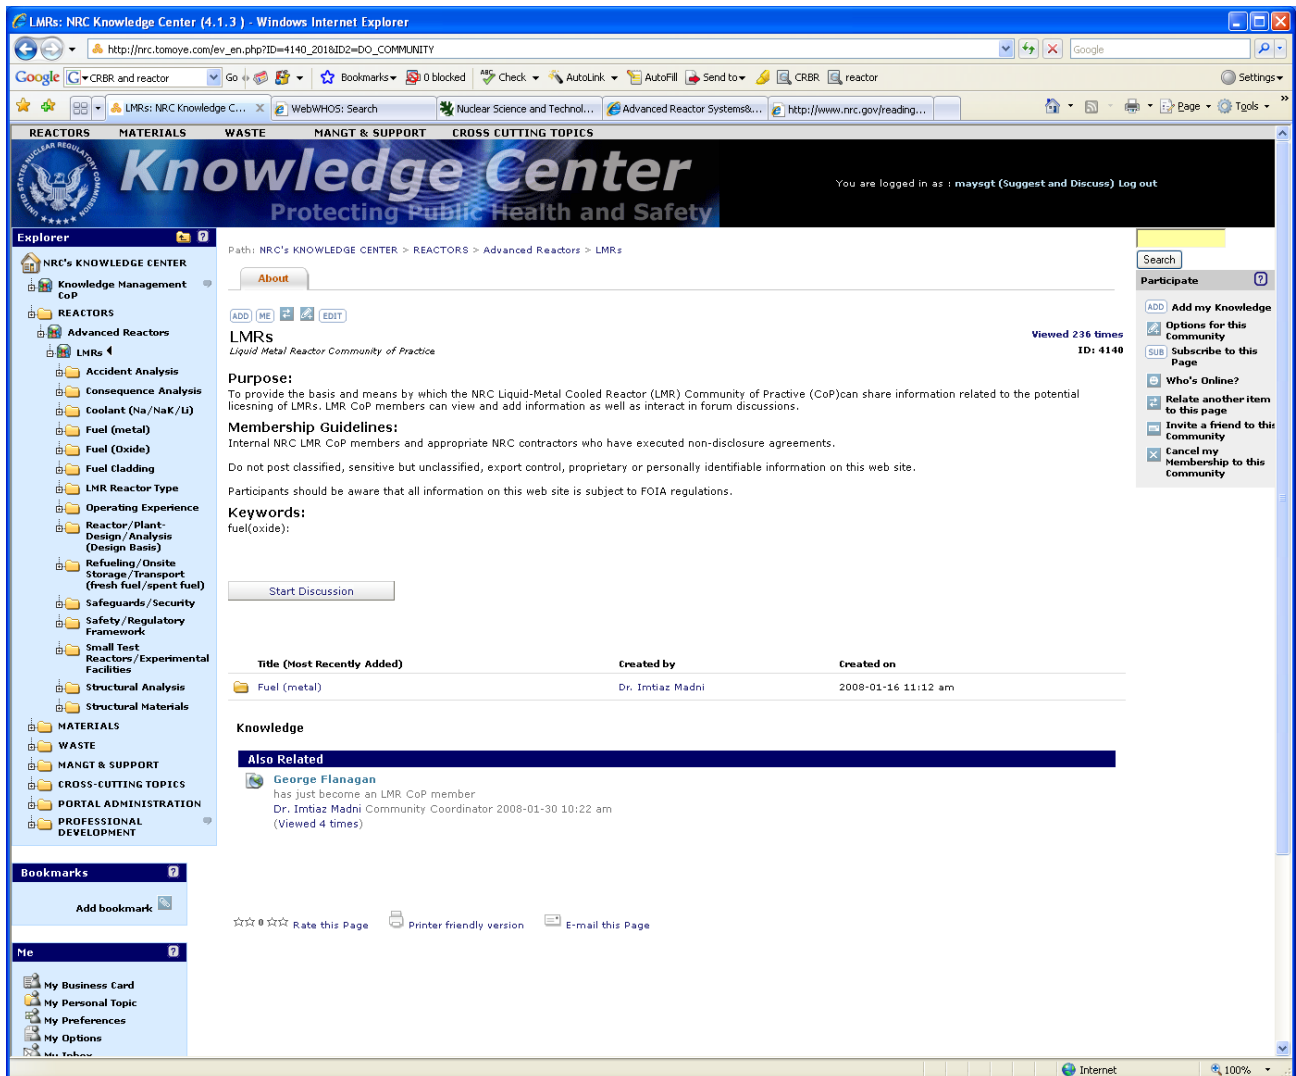 LMRs: NRC Knowledge Center (4.1.3 ) - Windows Internet Explorer
http://nrc.tomoye.com/ev_en.php?ID=4140_201&ID2=DO_COMMUNITY
Google
Google
CRBR and reactor
Go
Bookmarks
0 blocked
Check
AutoLink
AutoFill
Send to
CRBR
reactor
Settings
LMRs: NRC Knowledge C...
WebWHOS: Search
Nuclear Science and Technol...
Advanced Reactor Systems&...
http://www.nrc.gov/reading...
Page
Tools
REACTORS MATERIALS WASTE MANGT & SUPPORT CROSS CUTTING TOPICS
Knowledge Center
Protecting Public Health and Safety
You are logged in as : maysgt (Suggest and Discuss) Log out
Explorer
NRC's KNOWLEDGE CENTER
Knowledge Management
CoP
REACTORS
Advanced Reactors
LMRs
Accident Analysis
Consequence Analysis
Coolant (Na/NaK/Li)
Fuel (metal)
Fuel (Oxide)
Fuel Cladding
LMR Reactor Type
Operating Experience
Reactor/Plant-
Design/Analysis
(Design Basis)
Refueling/Onsite
Storage/Transport
(fresh fuel/spent fuel)
Safeguards/Security
Safety/Regulatory
Framework
Small Test
Reactors/Experimental
Facilities
Structural Analysis
Structural Materials
MATERIALS
WASTE
MANGT & SUPPORT
CROSS-CUTTING TOPICS
PORTAL ADMINISTRATION
PROFESSIONAL
DEVELOPMENT
Bookmarks
Add bookmark
Me
My Business Card
My Personal Topic
My Preferences
My Options
My Inbox
Path: NRC's KNOWLEDGE CENTER > REACTORS > Advanced Reactors > LMRs
About
ADD ME EDIT
LMRs
Liquid Metal Reactor Community of Practice
Viewed 236 times
ID: 4140
Purpose:
To provide the basis and means by which the NRC Liquid-Metal Cooled Reactor (LMR) Community of Practive (CoP)can share information related to the potential
licesning of LMRs. LMR CoP members can view and add information as well as interact in forum discussions.
Membership Guidelines:
Internal NRC LMR CoP members and appropriate NRC contractors who have executed non-disclosure agreements.
Do not post classified, sensitive but unclassified, export control, proprietary or personally identifiable information on this web site.
Participants should be aware that all information on this web site is subject to FOIA regulations.
Keywords:
fuel(oxide):
Start Discussion
Title (Most Recently Added) Created by Created on
Fuel (metal) Dr. Imtiaz Madni 2008-01-16 11:12 am
Knowledge
Also Related
George Flanagan
has just become an LMR CoP member
Dr. Imtiaz Madni Community Coordinator 2008-01-30 10:22 am
(Viewed 4 times)
0 Rate this Page
Printer friendly version
E-mail this Page
Search
Participate
ADD Add my Knowledge
Options for this
Community
SUB Subscribe to this
Page
Who's Online?
Relate another item
to this page
Invite a friend to this
Community
Cancel my
Membership to this
Community
Internet
100%